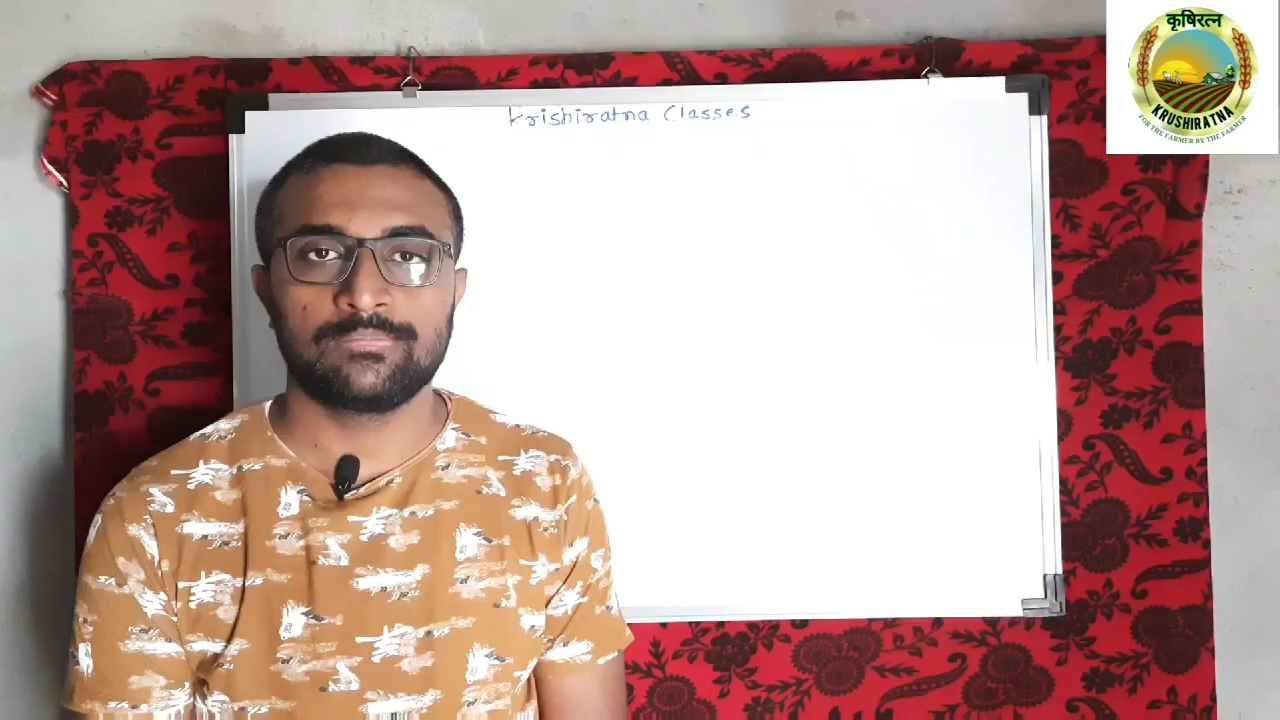 Krishiratna Classes
कृषिरत्न
KRUSHIRATNA
FOR THE FARMER BY THE FARMER